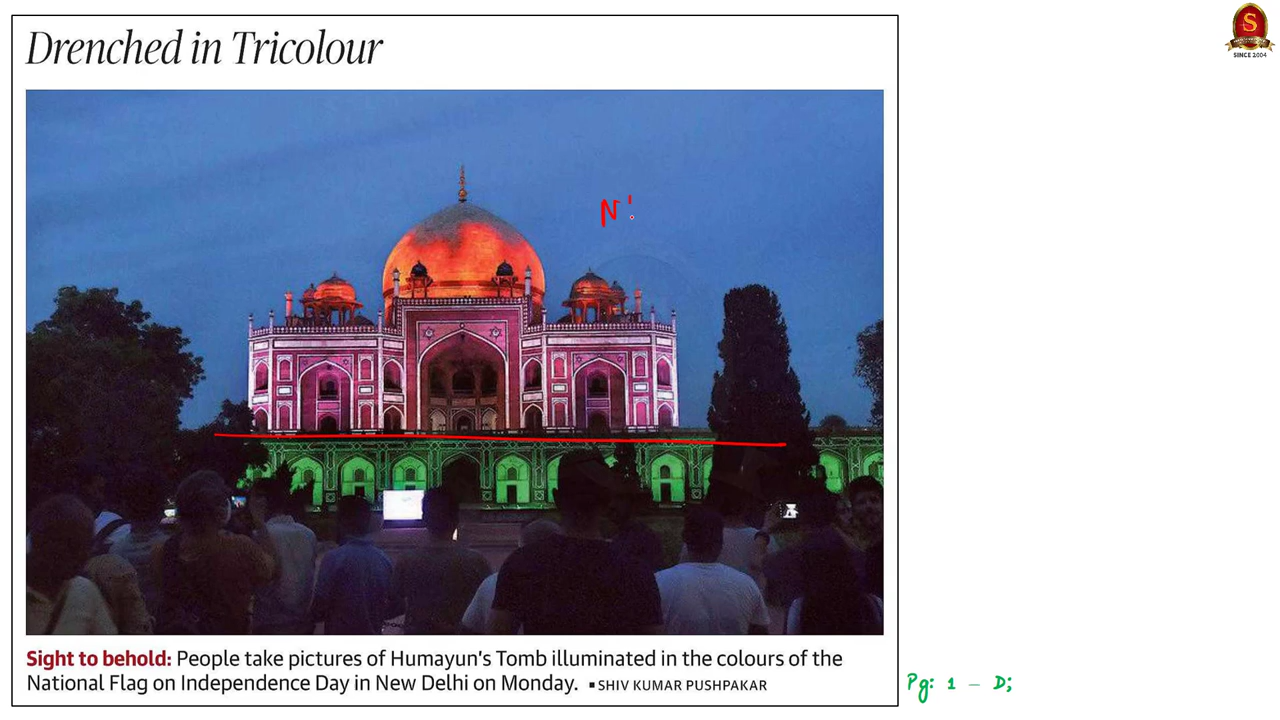 Drenched in Tricolour
S
SINCE 2004
N'
Sight to behold: People take pictures of Humayun's Tomb illuminated in the colours of the
National Flag on Independence Day in New Delhi on Monday. ▪ SHIV KUMAR PUSHPAKAR
Pg: 1 – D;